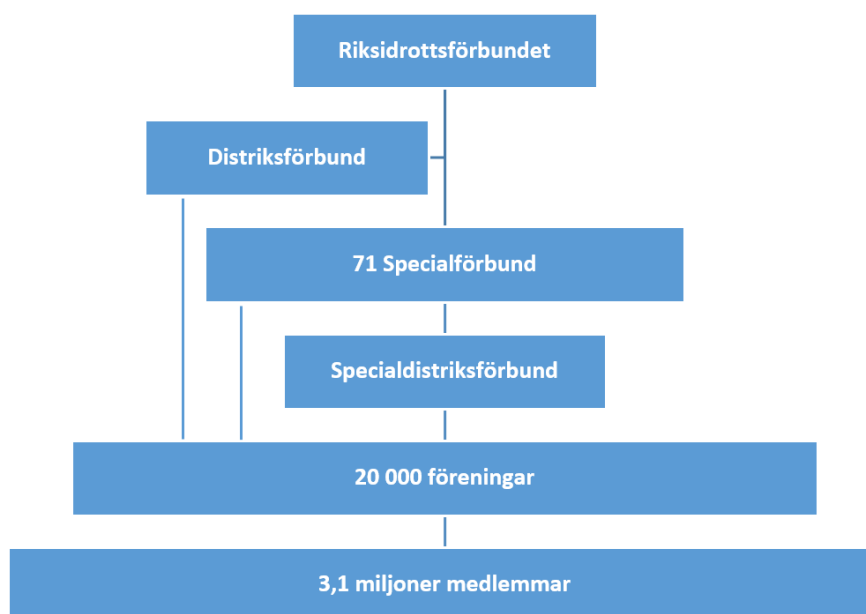 Riksidrottsförbundet
Distriksförbund
71 Specialförbund
Specialdistriksförbund
20 000 föreningar
3,1 miljoner medlemmar